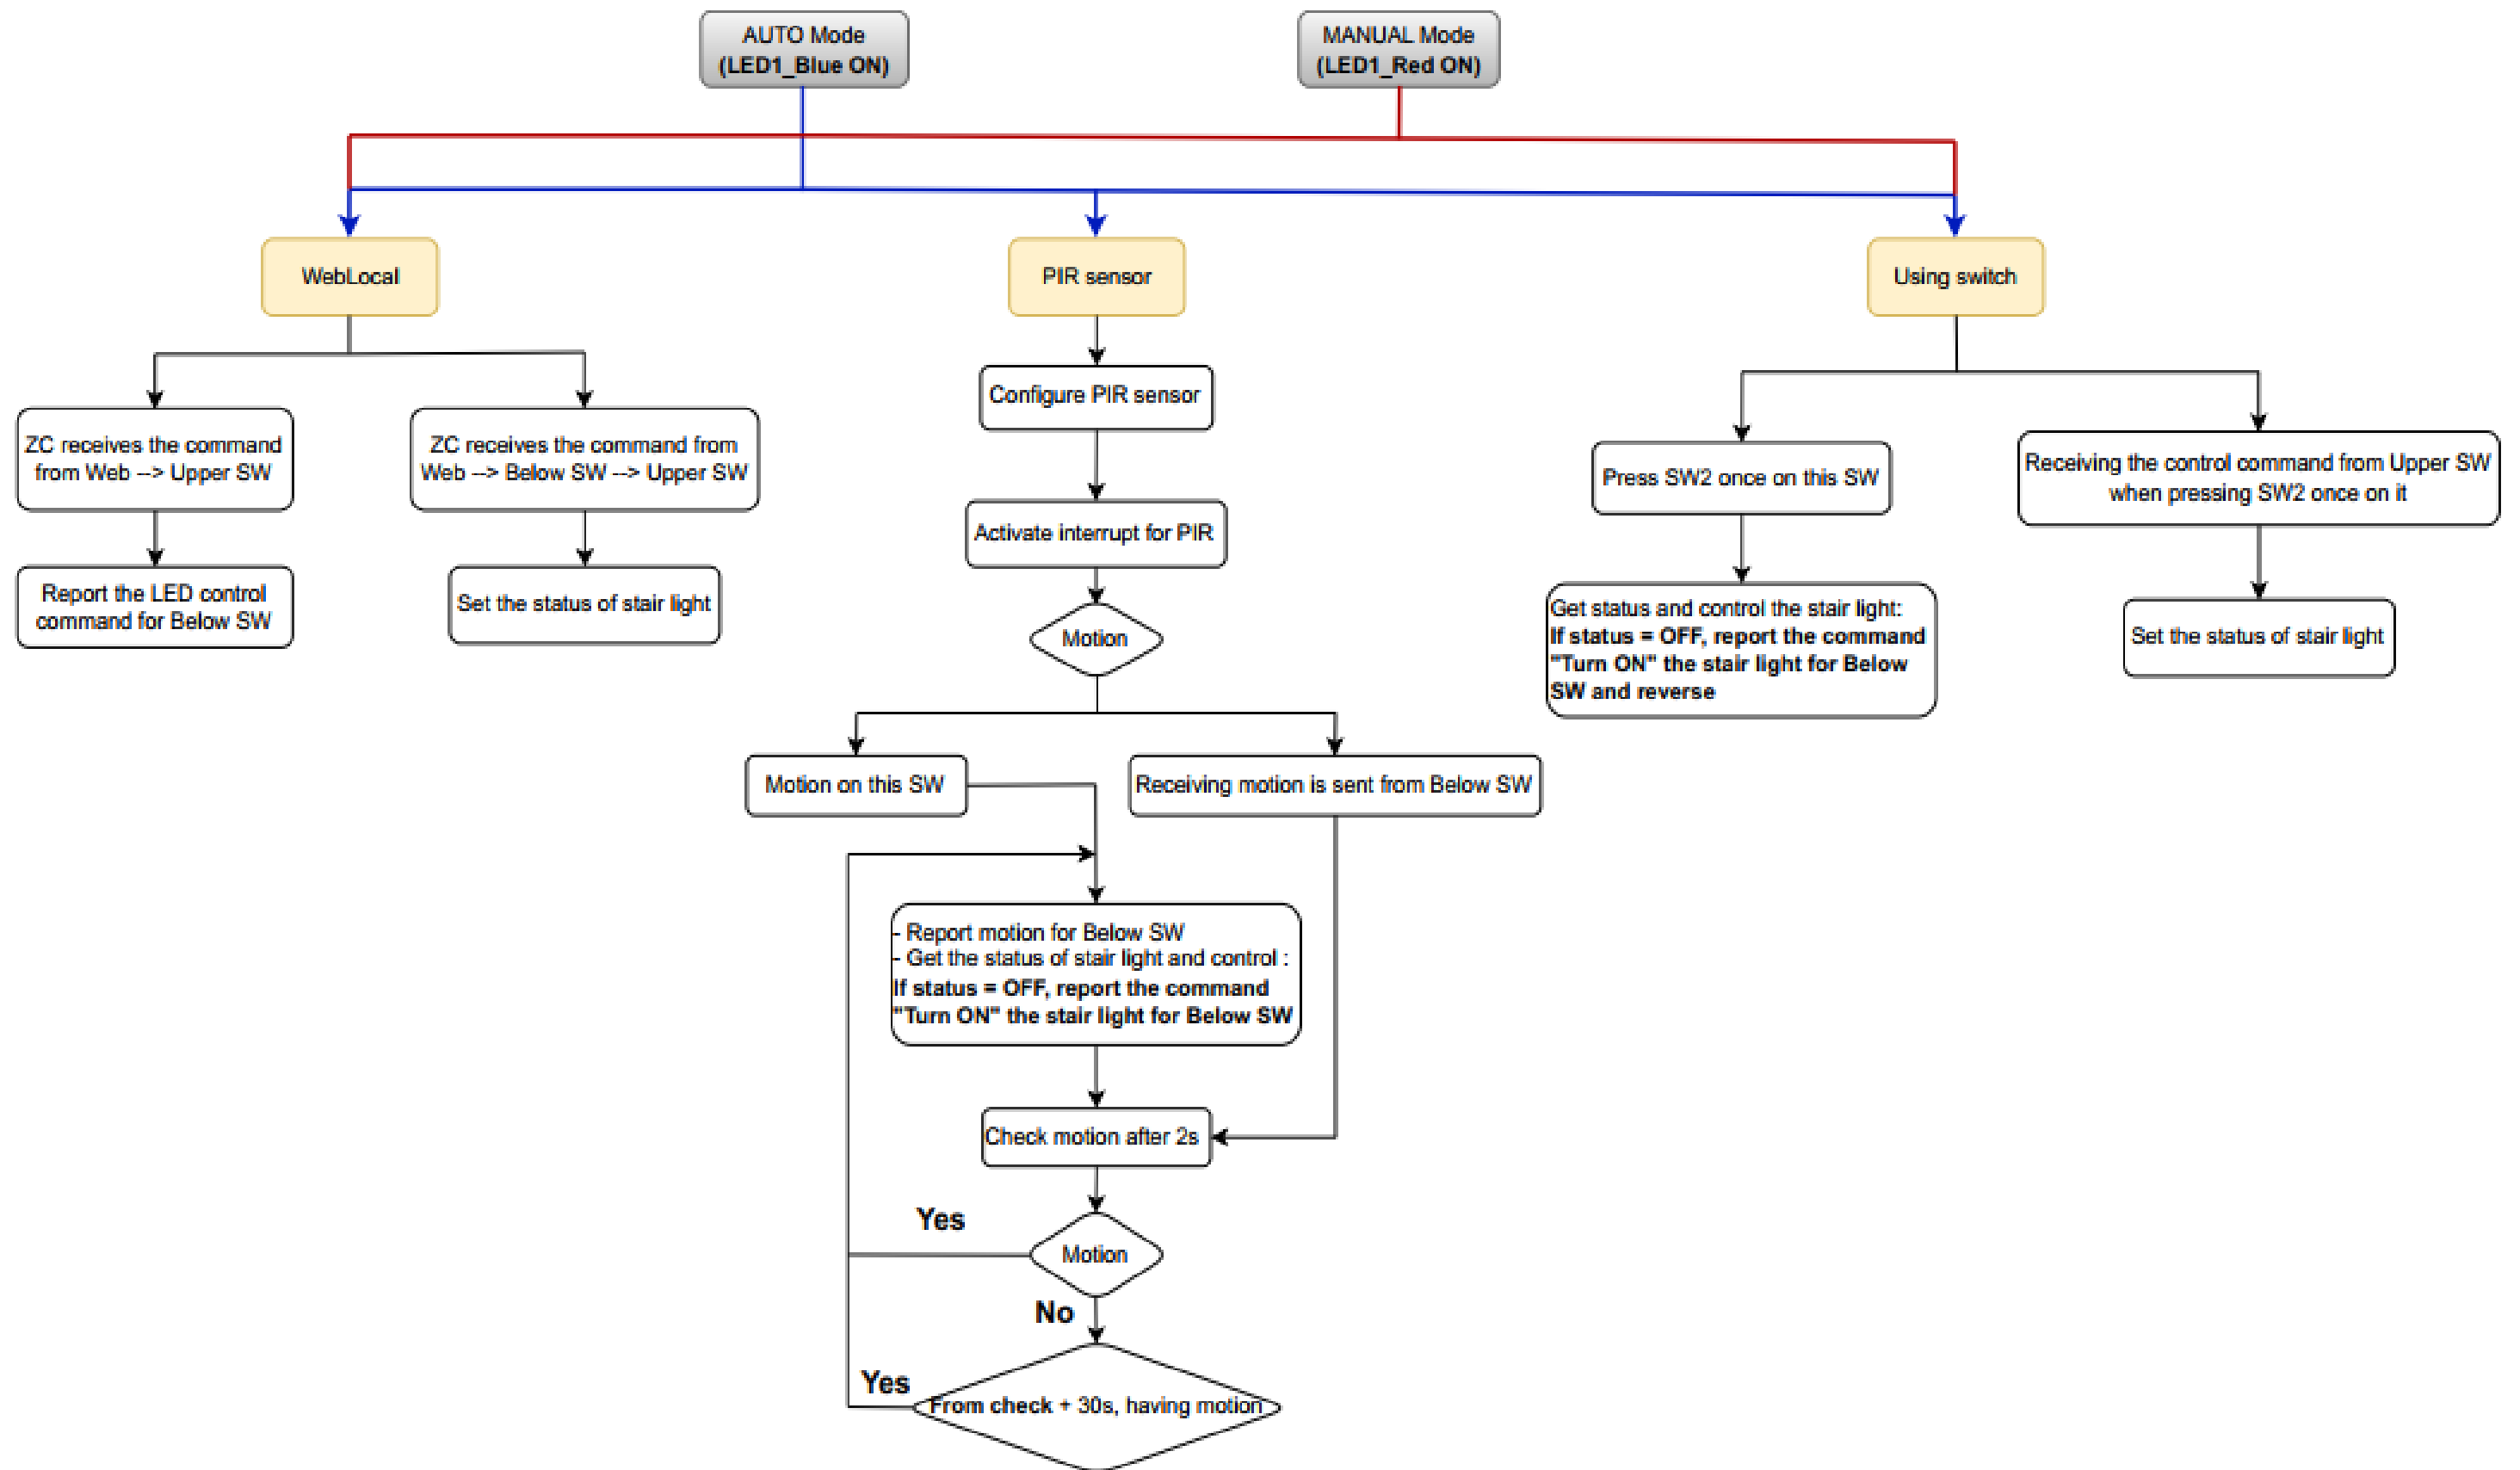 AUTO Mode
(LED1_Blue ON)
MANUAL Mode
(LED1_Red ON)
WebLocal
PIR sensor
Using switch
ZC receives the command
from Web --> Upper SW
ZC receives the command from
Web --> Below SW --> Upper SW
Report the LED control
command for Below SW
Set the status of stair light
Configure PIR sensor
Activate interrupt for PIR
Motion
Motion on this SW
Receiving motion is sent from Below SW
- Report motion for Below SW
- Get the status of stair light and control :
If status = OFF, report the command
"Turn ON" the stair light for Below SW
Check motion after 2s
Yes
Motion
No
Yes
From check + 30s, having motion
Press SW2 once on this SW
Receiving the control command from Upper SW
when pressing SW2 once on it
Get status and control the stair light:
If status = OFF, report the command
"Turn ON" the stair light for Below
SW and reverse
Set the status of stair light